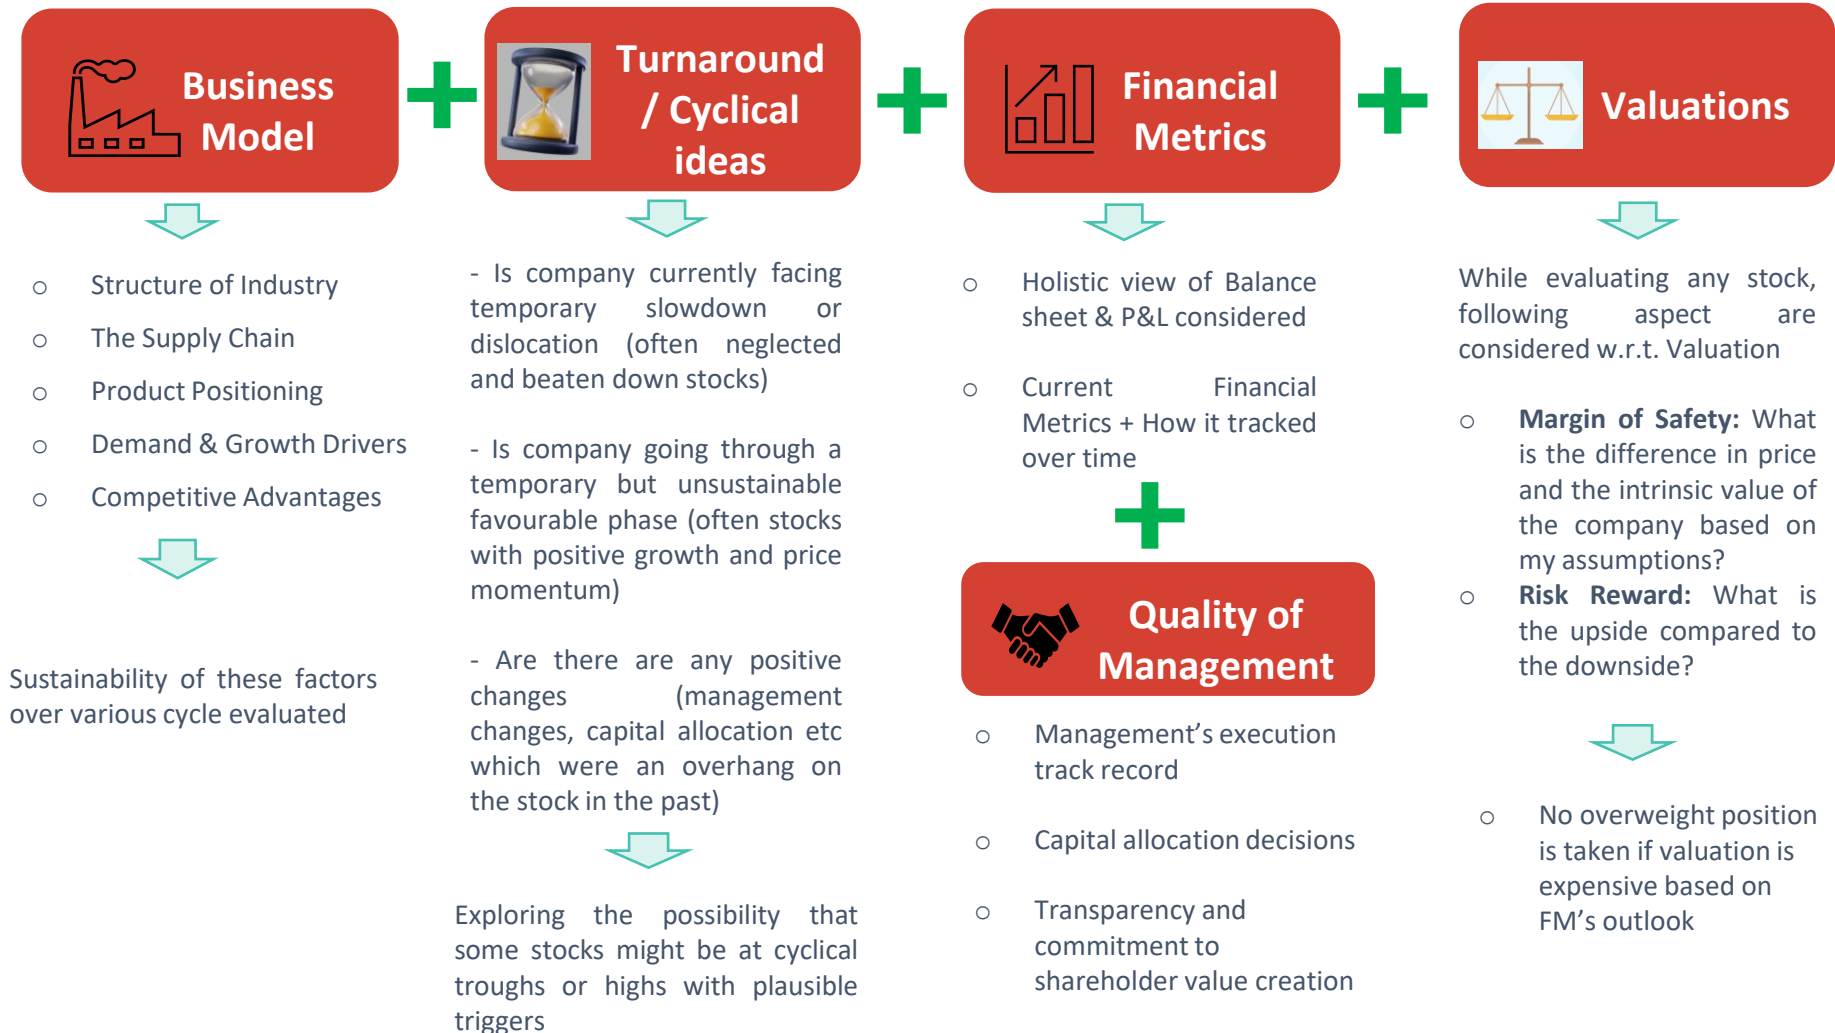 Business
Model
○ Structure of Industry
○ The Supply Chain
○ Product Positioning
○ Demand & Growth Drivers
○ Competitive Advantages
Sustainability of these factors
over various cycle evaluated
Turnaround
/ Cyclical
ideas
- Is company currently facing
temporary slowdown or
dislocation (often neglected
and beaten down stocks)
- Is company going through a
temporary but unsustainable
favourable phase (often stocks
with positive growth and price
momentum)
- Are there are any positive
changes (management
changes, capital allocation etc
which were an overhang on
the stock in the past)
Exploring the possibility that
some stocks might be at cyclical
troughs or highs with plausible
triggers
Financial
Metrics
○ Holistic view of Balance
sheet & P&L considered
○ Current Financial
Metrics + How it tracked
over time
Quality of
Management
○ Management’s execution
track record
○ Capital allocation decisions
○ Transparency and
commitment to
shareholder value creation
Valuations
While evaluating any stock,
following aspect are
considered w.r.t. Valuation
○ Margin of Safety: What
is the difference in price
and the intrinsic value of
the company based on
my assumptions?
○ Risk Reward: What is
the upside compared to
the downside?
○ No overweight position
is taken if valuation is
expensive based on
FM’s outlook